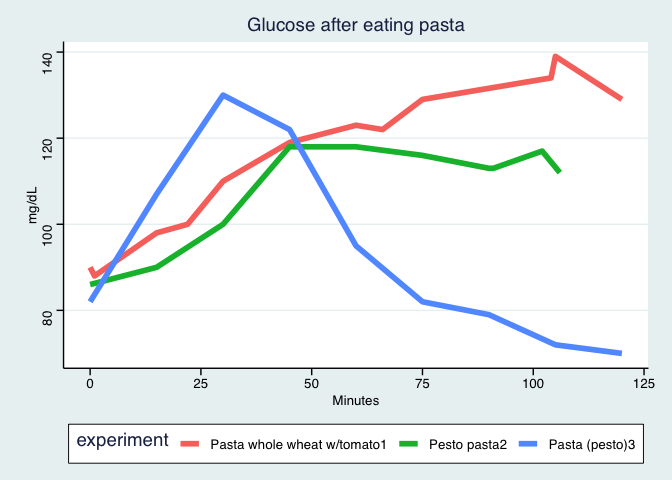 Glucose after eating pasta
mg/dL
140
120
100
80
0 25 50 75 100 125
Minutes
experiment Pasta whole wheat w/tomato1 Pesto pasta2 Pasta (pesto)3